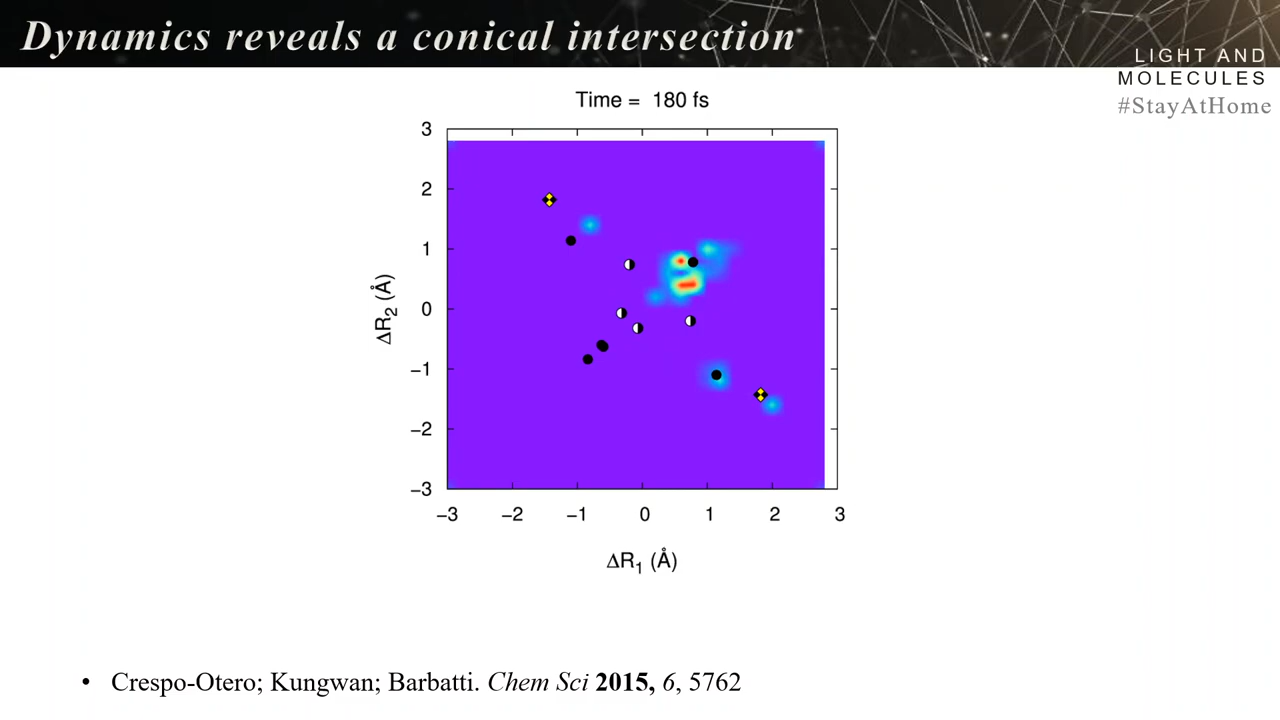 Dynamics reveals a conical intersection
LIGHT AND
MOLECULES
#StayAtHome
Time = 180 fs
3
2
1
0
−1
−2
−3
ΔR2 (Å)
−3 −2 −1 0 1 2 3
ΔR1 (Å)
• Crespo-Otero; Kungwan; Barbatti. Chem Sci 2015, 6, 5762